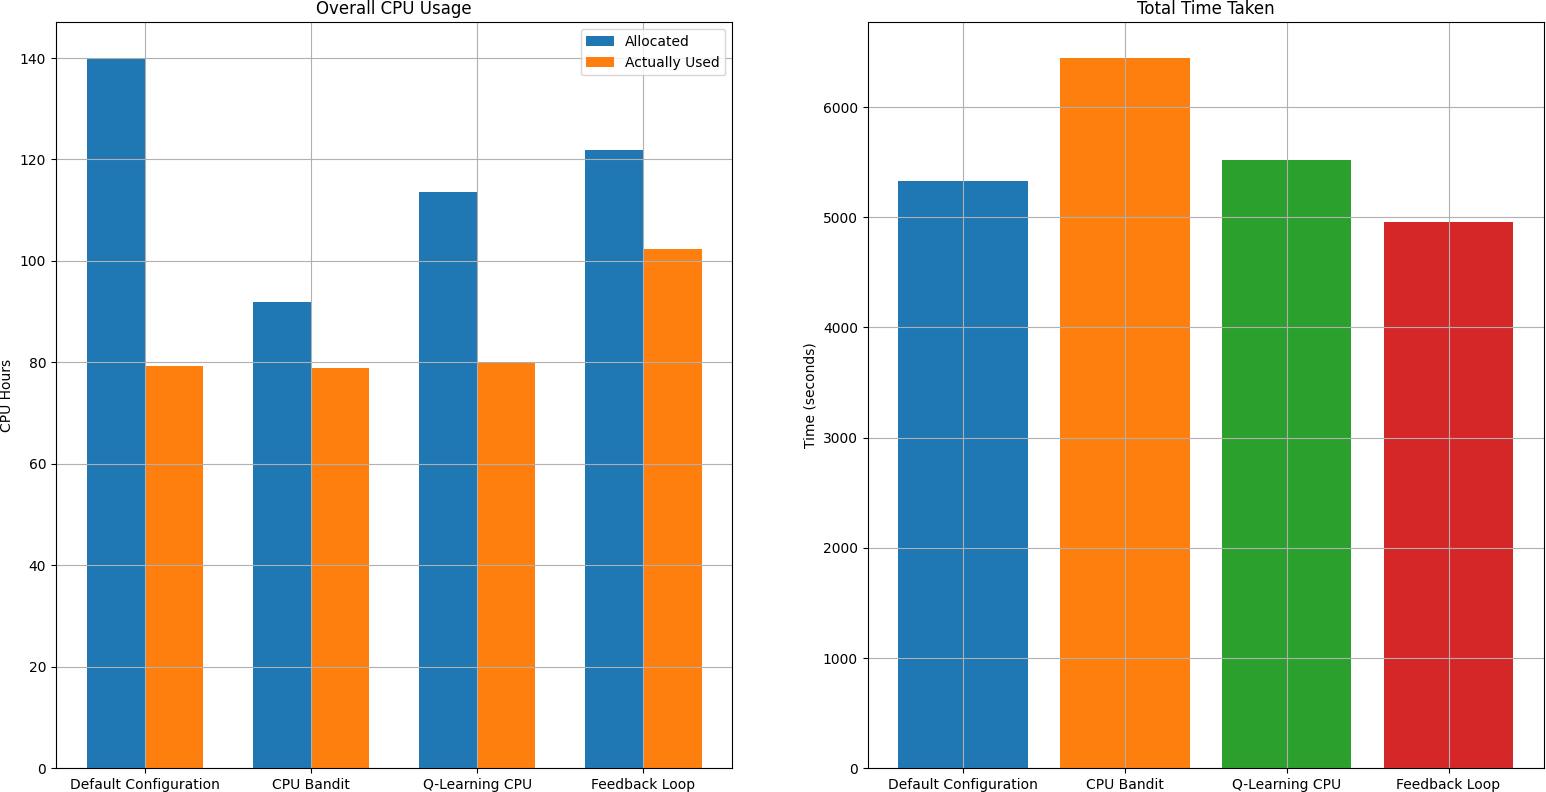 Overall CPU Usage
Allocated
Actually Used
140
120
100
80
60
40
20
0
CPU Hours
Default Configuration
CPU Bandit
Q-Learning CPU
Feedback Loop
Total Time Taken
6000
5000
4000
3000
2000
1000
0
Time (seconds)
Default Configuration
CPU Bandit
Q-Learning CPU
Feedback Loop